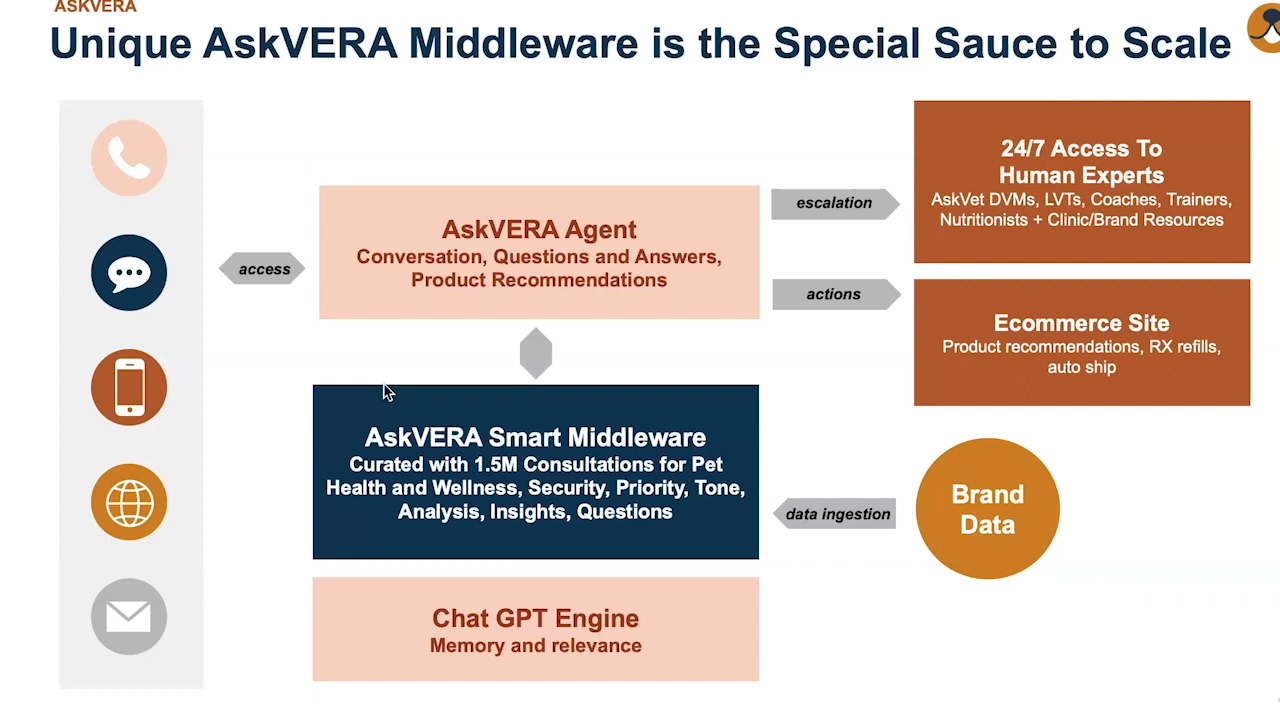 ASKVERA
Unique AskVERA Middleware is the Special Sauce to Scale
access
AskVERA Agent
Conversation, Questions and Answers,
Product Recommendations
escalation
24/7 Access To
Human Experts
AskVet DVMs, LVTs, Coaches, Trainers,
Nutritionists + Clinic/Brand Resources
actions
Ecommerce Site
Product recommendations, RX refills,
auto ship
AskVERA Smart Middleware
Curated with 1.5M Consultations for Pet
Health and Wellness, Security, Priority, Tone,
Analysis, Insights, Questions
data ingestion
Brand
Data
Chat GPT Engine
Memory and relevance